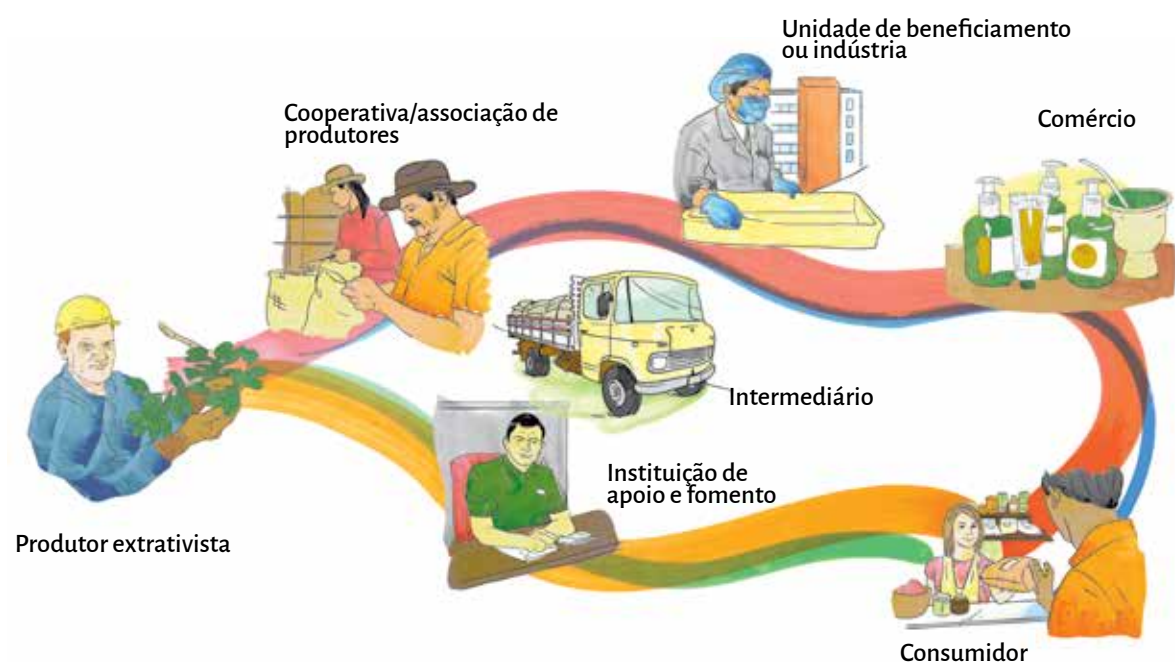 Unidade de beneficiamento
ou indústria
Cooperativa/associação de
produtores
Comércio
Intermediário
Instituição de
apoio e fomento
Produtor extrativista
Consumidor